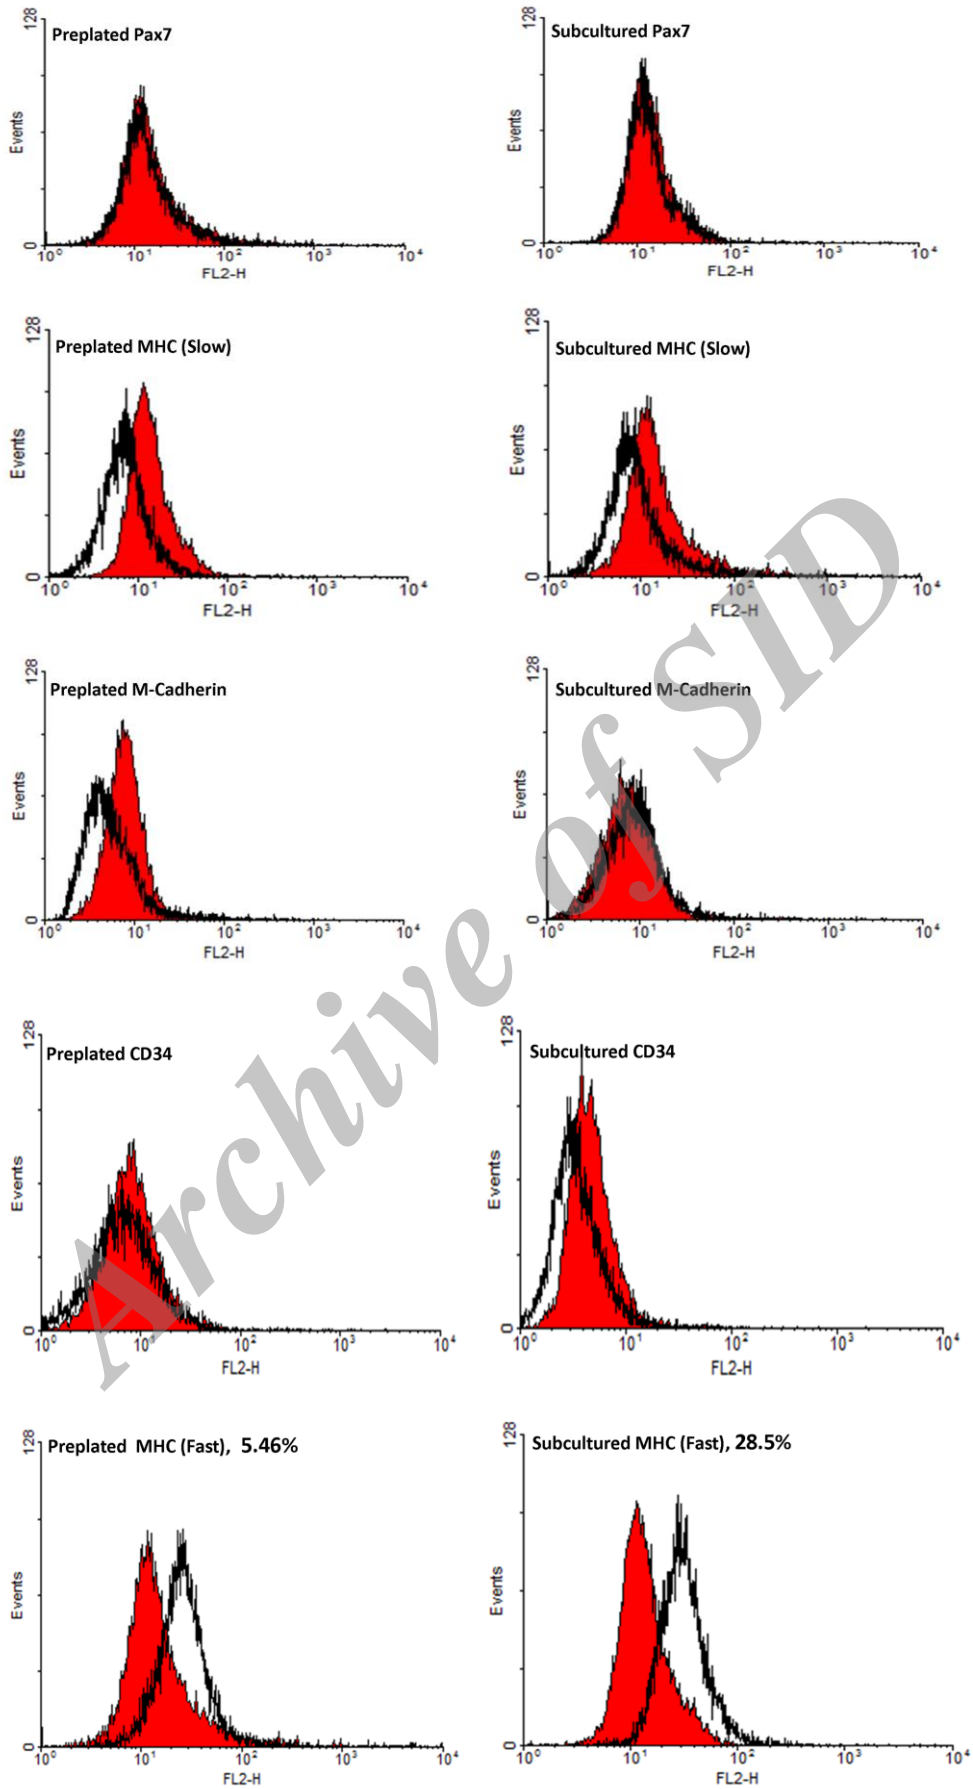 128
Preplated Pax7
Events
0
10⁰ 10¹ 10² 10³ 10⁴
FL2-H
128
Subcultured Pax7
Events
0
10⁰ 10¹ 10² 10³ 10⁴
FL2-H
128
Preplated MHC (Slow)
Events
0
10⁰ 10¹ 10² 10³ 10⁴
FL2-H
128
Subcultured MHC (Slow)
Events
0
10⁰ 10¹ 10² 10³ 10⁴
FL2-H
128
Preplated M-Cadherin
Events
0
10⁰ 10¹ 10² 10³ 10⁴
FL2-H
128
Subcultured M-Cadherin
Events
0
10⁰ 10¹ 10² 10³ 10⁴
FL2-H
128
Preplated CD34
Events
0
10⁰ 10¹ 10² 10³ 10⁴
FL2-H
128
Subcultured CD34
Events
0
10⁰ 10¹ 10² 10³ 10⁴
FL2-H
128
Preplated MHC (Fast), 5.46%
Events
0
10⁰ 10¹ 10² 10³ 10⁴
FL2-H
128
Subcultured MHC (Fast), 28.5%
Events
0
10⁰ 10¹ 10² 10³ 10⁴
FL2-H
Archive of SID